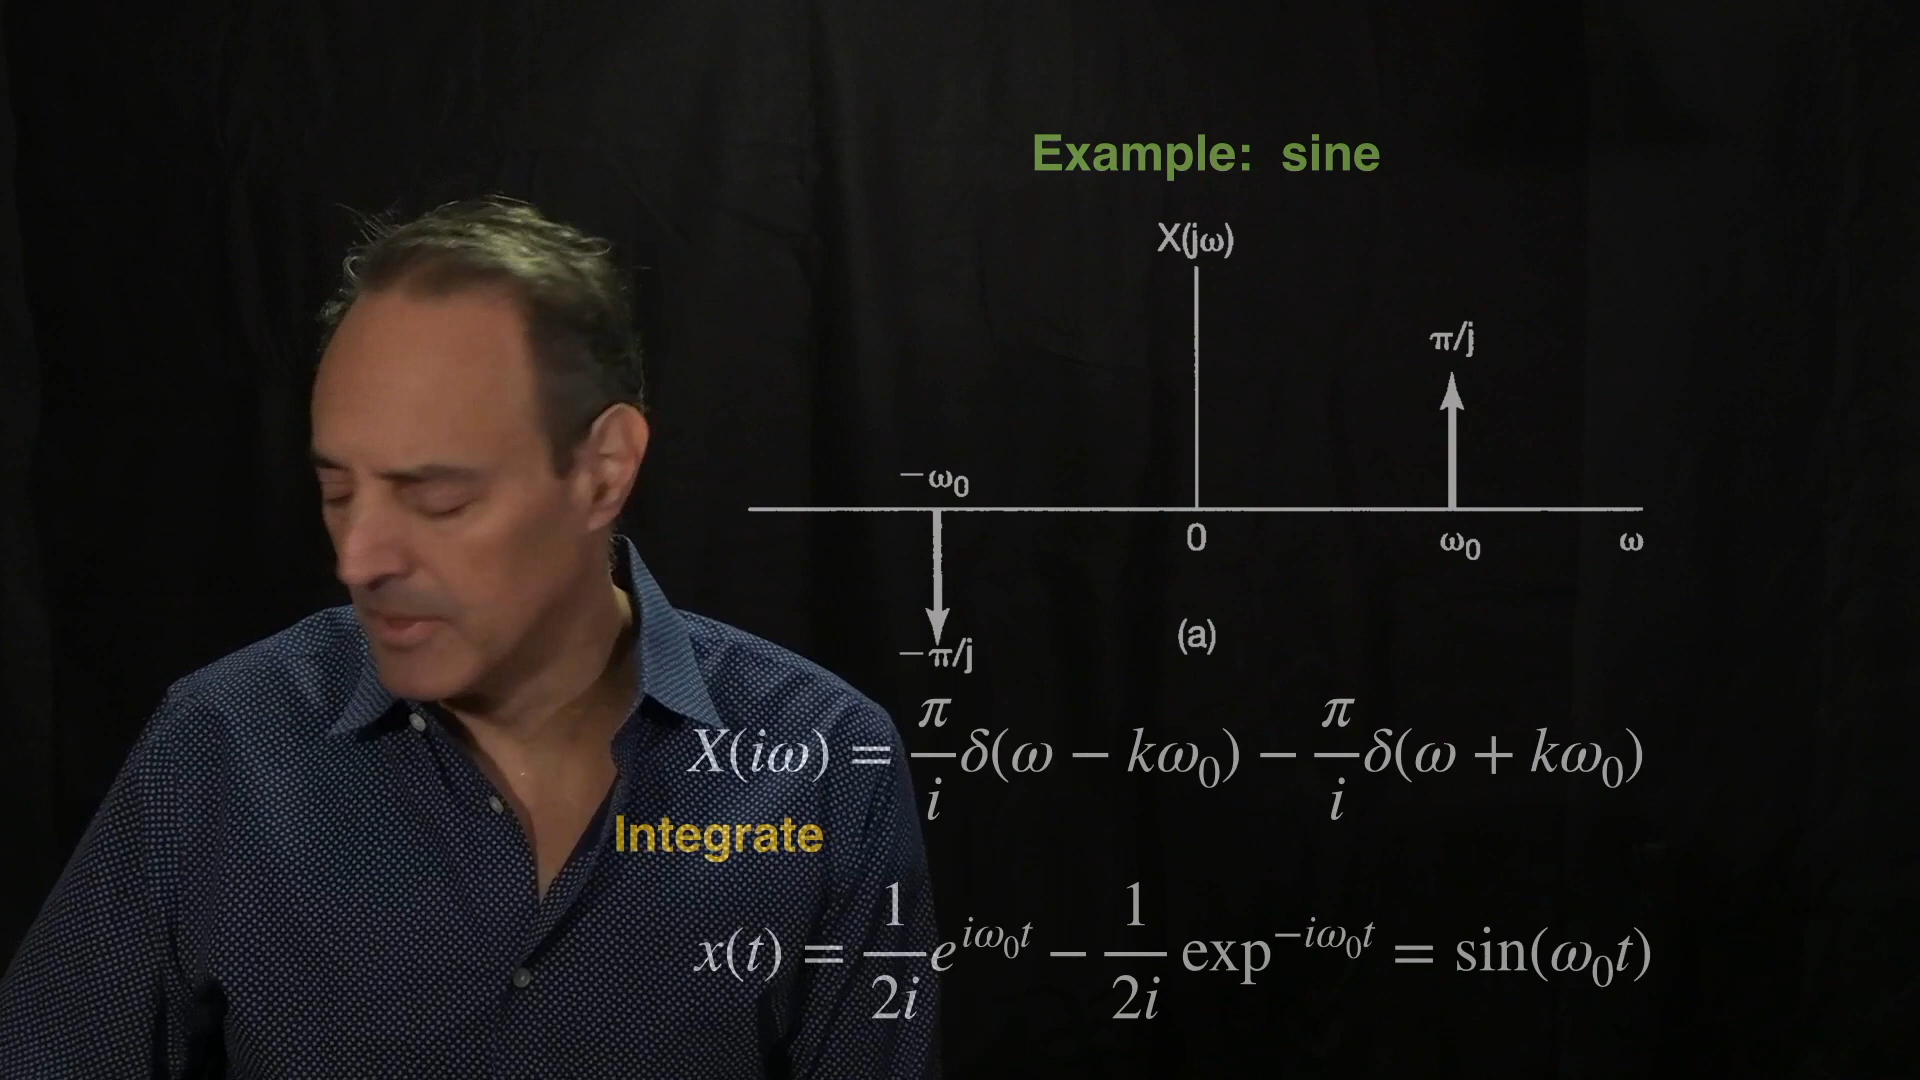 Example: sine
X(jω)
π/j
−ω₀
0
ω₀
ω
−π/j
(a)
X(iω) = π/i δ(ω − kω₀) − π/i δ(ω + kω₀)
Integrate
x(t) = 1/2i e^{iω₀t} − 1/2i exp^{−iω₀t} = sin(ω₀t)